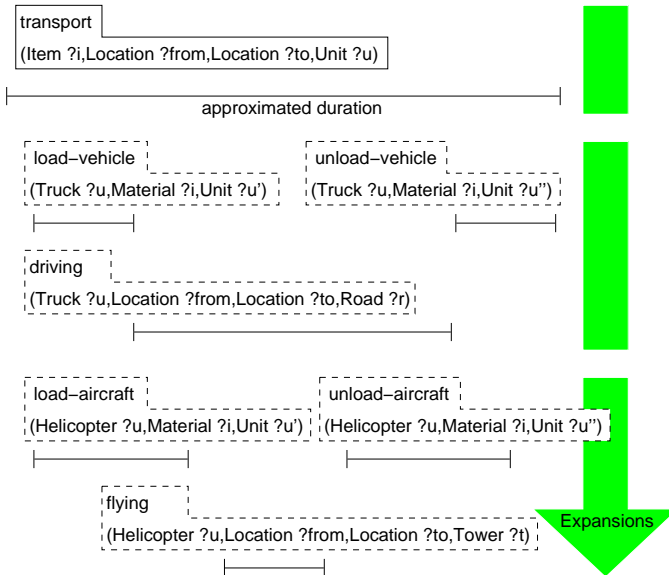 transport
(Item ?i,Location ?from,Location ?to,Unit ?u)
approximated duration
load−vehicle
(Truck ?u,Material ?i,Unit ?u')
unload−vehicle
(Truck ?u,Material ?i,Unit ?u'')
driving
(Truck ?u,Location ?from,Location ?to,Road ?r)
load−aircraft
(Helicopter ?u,Material ?i,Unit ?u')
unload−aircraft
(Helicopter ?u,Material ?i,Unit ?u'')
flying
(Helicopter ?u,Location ?from,Location ?to,Tower ?t)
Expansions